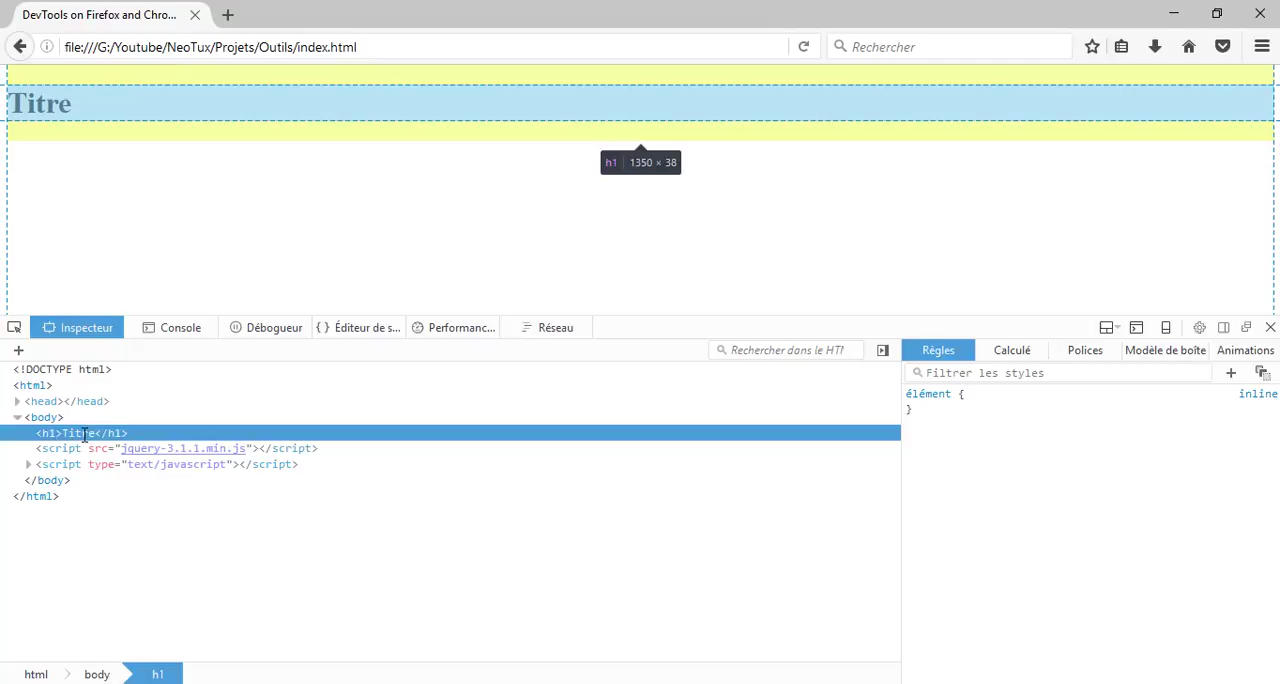 DevTools on Firefox and Chro...
file:///G:/Youtube/NeoTux/Projets/Outils/index.html
Rechercher
Titre
h1 1350 × 38
Inspecteur Console Débogueur { } Éditeur de s... Performanc... Réseau
Rechercher dans le HTM
Règles Calculé Polices Modèle de boîte Animations
Filtrer les styles
<!DOCTYPE html>
<html>
<head></head>
<body>
<h1>Titre</h1>
<script src="jquery-3.1.1.min.js"></script>
<script type="text/javascript"></script>
</body>
</html>
élément { inline
}
html body h1